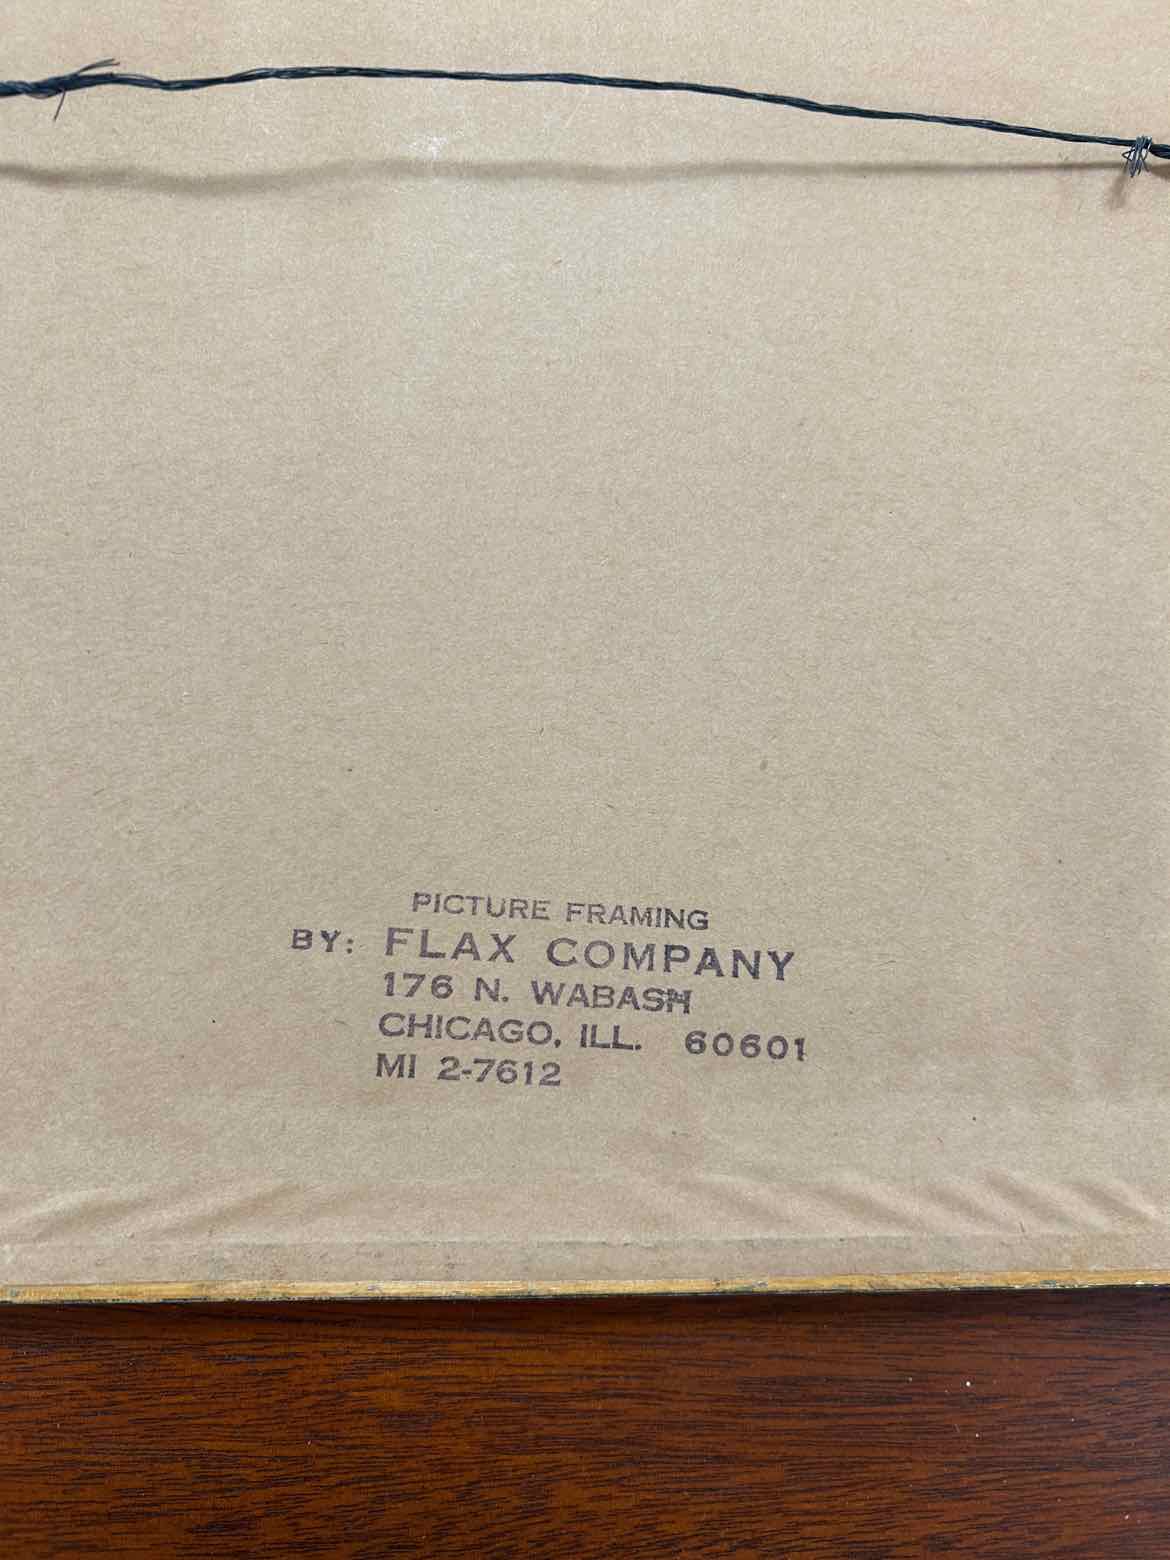 PICTURE FRAMING
BY: FLAX COMPANY
176 N. WABASH
CHICAGO, ILL. 60601
MI 2-7612